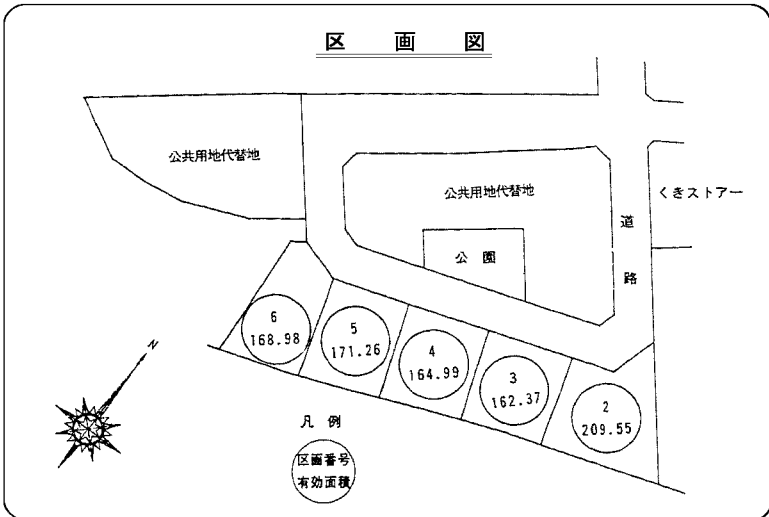 区画図
公共用地代替地
公共用地代替地
くきストアー
道路
公園
6
168.98
5
171.26
4
164.99
3
162.37
2
209.55
N
凡例
区画番号
有効面積